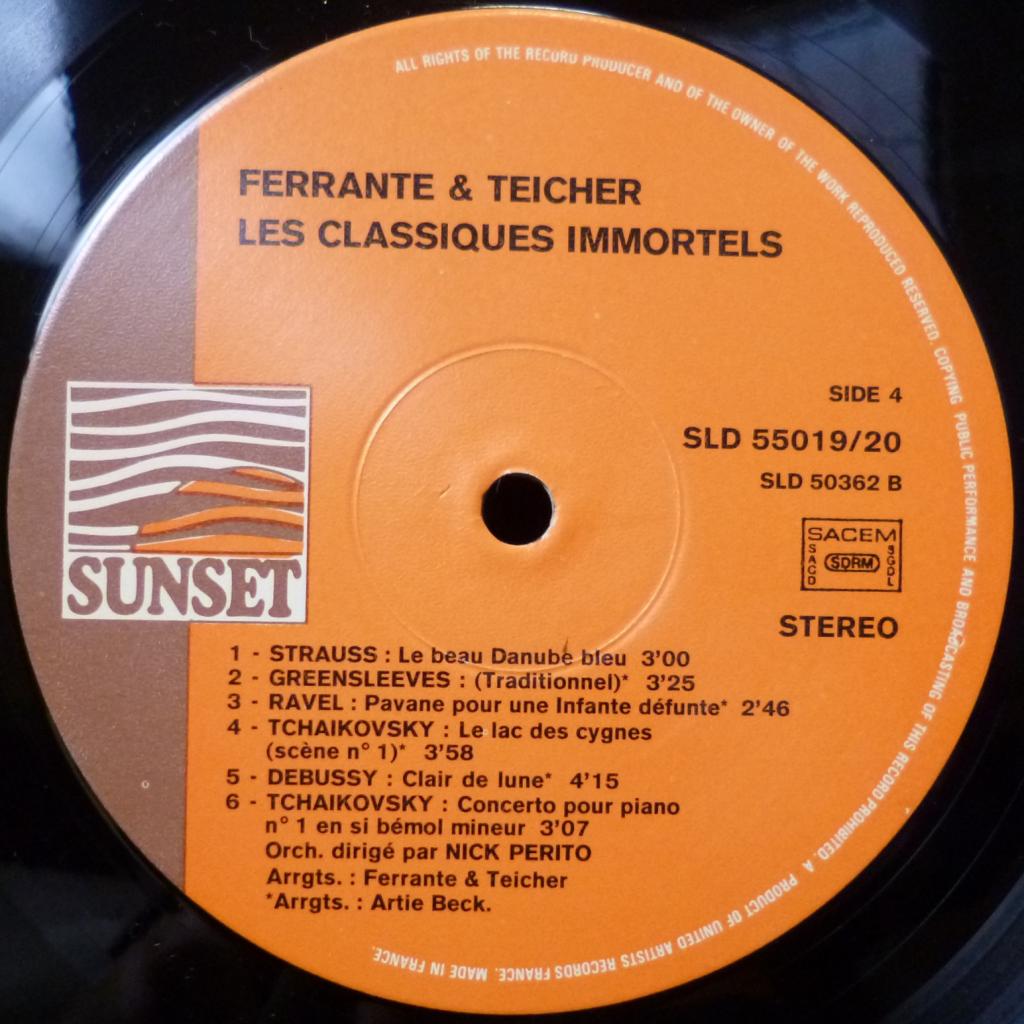 ALL RIGHTS OF THE RECORD PRODUCER AND OF THE OWNER OF THE WORK REPRODUCED RESERVED. COPYING PUBLIC PERFORMANCE AND BROADCASTING OF THIS RECORD PROHIBITED. A PRODUCT OF UNITED ARTISTS RECORDS FRANCE. MADE IN FRANCE.
FERRANTE & TEICHER
LES CLASSIQUES IMMORTELS
SIDE 4
SLD 55019/20
SLD 50362 B
SACEM
SACD
SDRM
SGDL
STEREO
SUNSET
1 - STRAUSS : Le beau Danube bleu 3'00
2 - GREENSLEEVES : (Traditionnel)* 3'25
3 - RAVEL : Pavane pour une Infante défunte* 2'46
4 - TCHAIKOVSKY : Le lac des cygnes
(scène n° 1)* 3'58
5 - DEBUSSY : Clair de lune* 4'15
6 - TCHAIKOVSKY : Concerto pour piano
n° 1 en si bémol mineur 3'07
Orch. dirigé par NICK PERITO
Arrgts. : Ferrante & Teicher
*Arrgts. : Artie Beck.